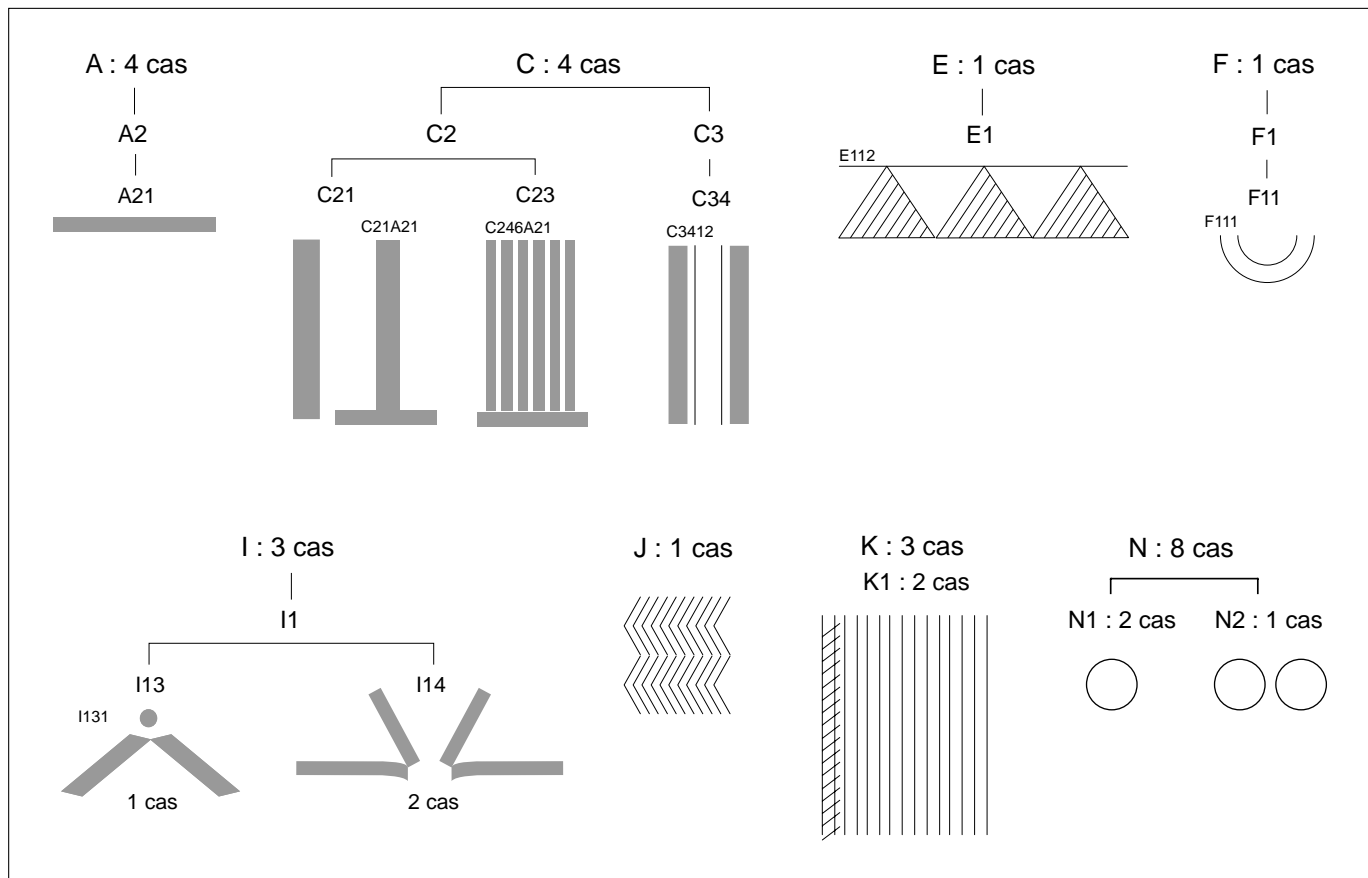 A : 4 cas
A2
A21
C : 4 cas
C2
C3
C21
C23
C34
C21A21
C246A21
C3412
E : 1 cas
E1
E112
F : 1 cas
F1
F11
F111
I : 3 cas
I1
I13
I14
I131
1 cas
2 cas
J : 1 cas
K : 3 cas
K1 : 2 cas
N : 8 cas
N1 : 2 cas
N2 : 1 cas